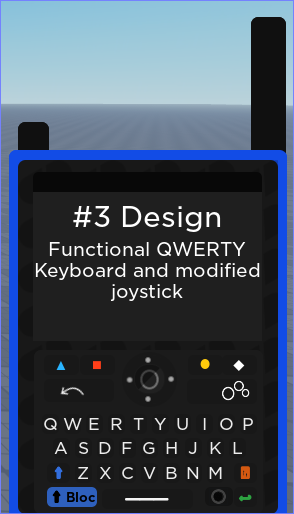 #3 Design
Functional QWERTY
Keyboard and modified
joystick
Q W E R T Y U I O P
A S D F G H J K L
Z X C V B N M
Bloc